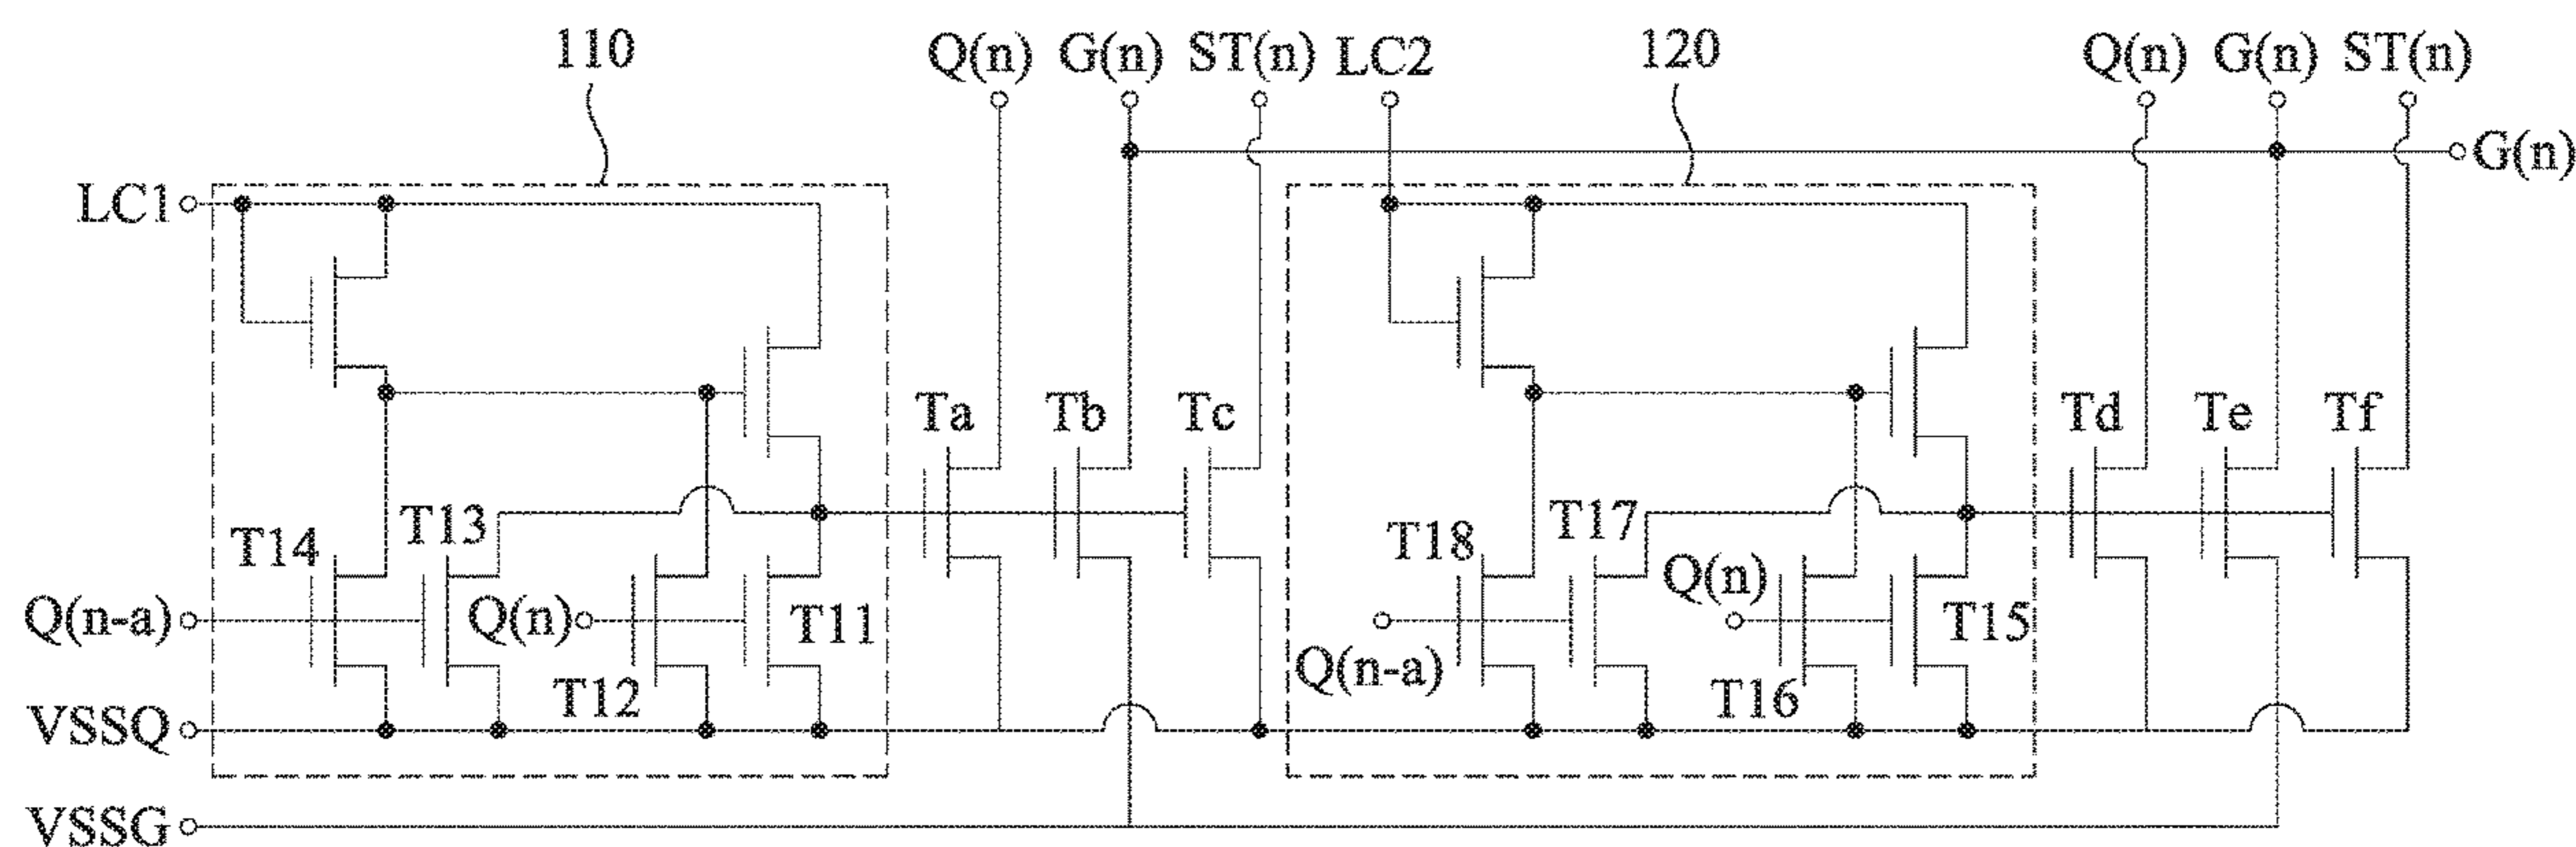 110
Q(n) G(n) ST(n) LC2
120
Q(n) G(n) ST(n)
G(n)
LC1
Ta Tb Tc
Td Te Tf
T14 T13
T18 T17
Q(n-a) Q(n) T11
Q(n) T15
Q(n-a)
T12
T16
VSSQ
VSSG